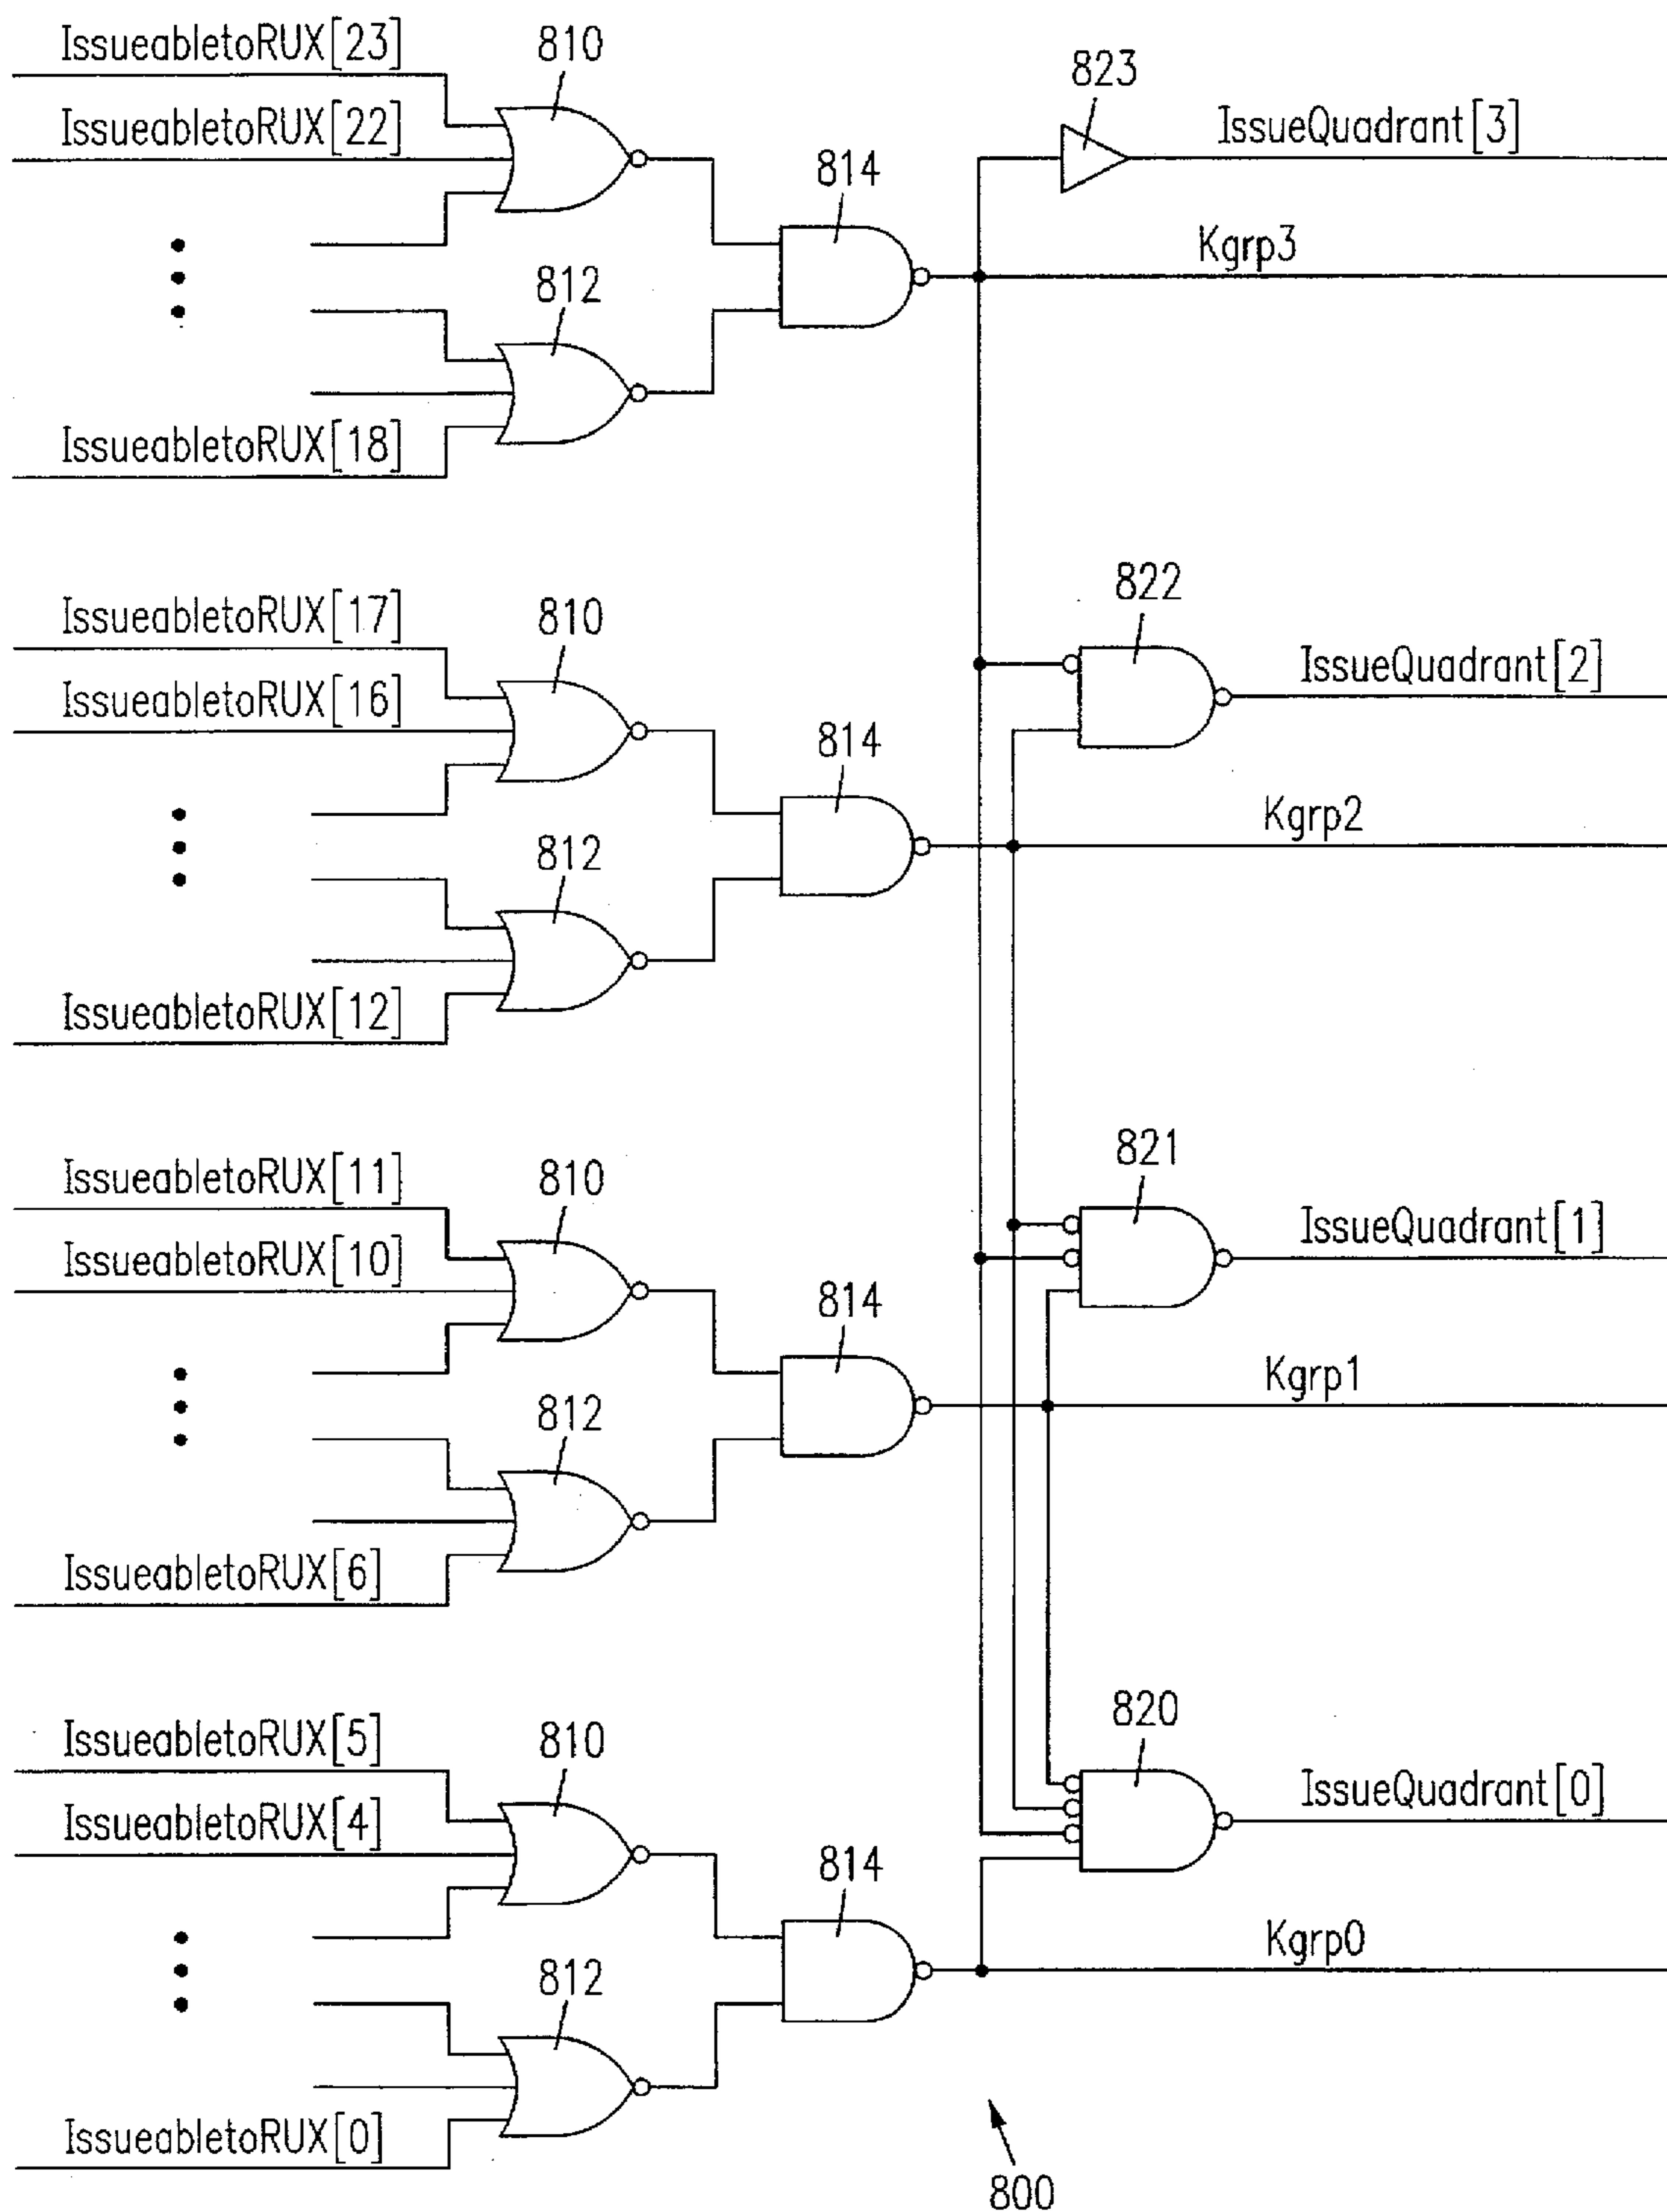 IssueabletoRUX[23]
810
823
IssueQuadrant[3]
IssueabletoRUX[22]
814
Kgrp3
812
IssueabletoRUX[18]
822
IssueabletoRUX[17]
810
IssueQuadrant[2]
IssueabletoRUX[16]
814
Kgrp2
812
IssueabletoRUX[12]
821
IssueabletoRUX[11]
810
IssueQuadrant[1]
IssueabletoRUX[10]
814
Kgrp1
812
IssueabletoRUX[6]
820
IssueabletoRUX[5]
810
IssueQuadrant[0]
IssueabletoRUX[4]
814
Kgrp0
812
IssueabletoRUX[0]
800